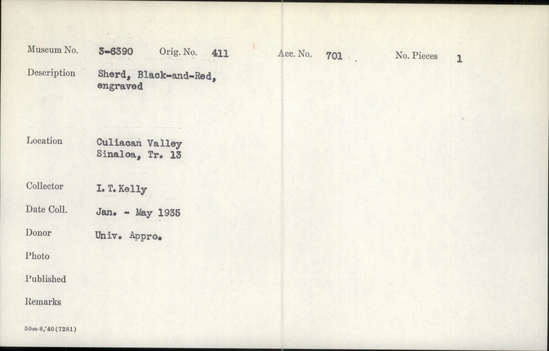 Museum No. 3-6390 Orig. No. 411 Acc. No. 701 No. Pieces 1
Description Sherd, Black-and-Red,
engraved
Location Culiacan Valley
Sinaloa, Tr. 13
Collector I.T.Kelly
Date Coll. Jan. - May 1935
Donor Univ. Appro.
Photo
Published
Remarks
50m-8,'40(7281)